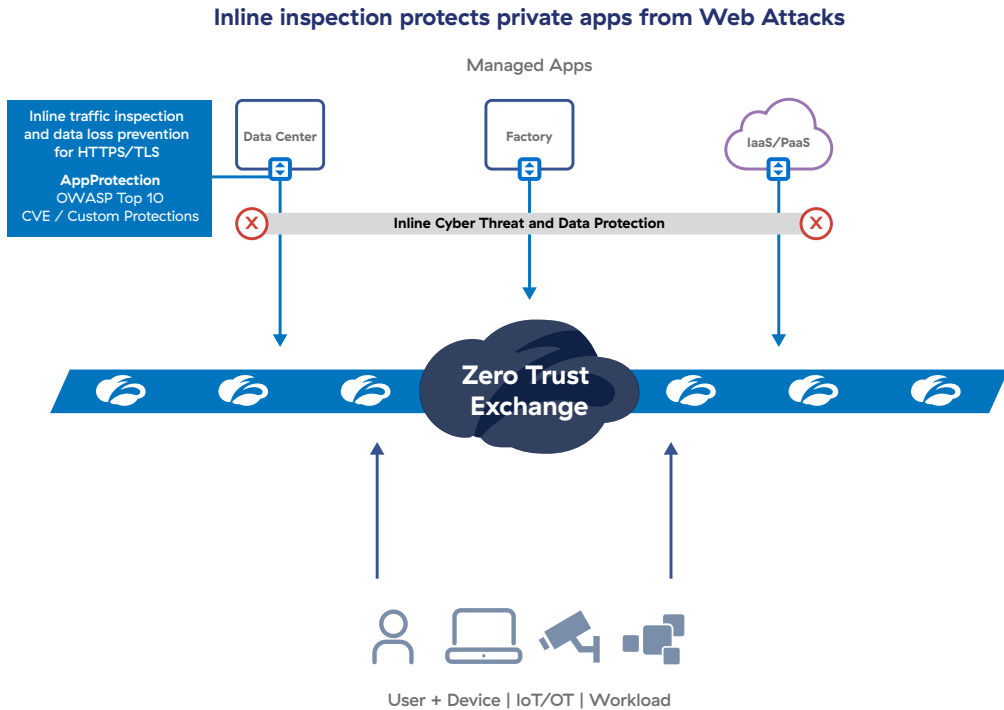 Inline inspection protects private apps from Web Attacks
Managed Apps
Inline traffic inspection
and data loss prevention
for HTTPS/TLS
AppProtection
OWASP Top 10
CVE / Custom Protections
Data Center
Factory
IaaS/PaaS
X
Inline Cyber Threat and Data Protection
X
Zero Trust
Exchange
User + Device | IoT/OT | Workload